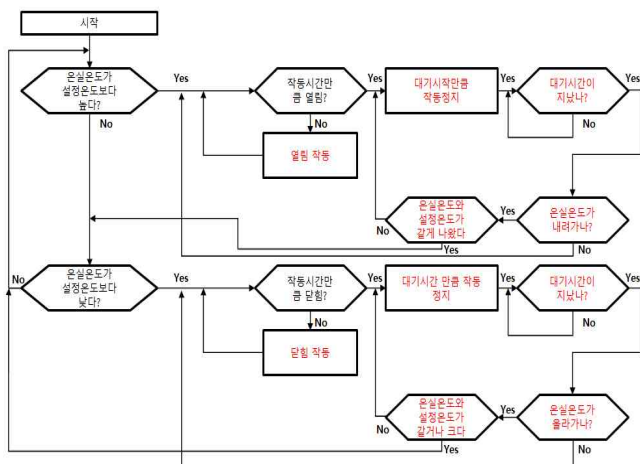 시작
온실온도가
설정온도보다
높다?
Yes
No
작동시간만
큼 열림?
Yes
No
열림 작동
대기시작만큼
작동정지
Yes
대기시간이
지났나?
Yes
No
온실온도와
설정온도가
같게 나왔다
No
Yes
Yes
온실온도가
내려가나?
No
온실온도가
설정온도보다
낮다?
No
Yes
작동시간만
큼 닫힘?
Yes
No
닫힘 작동
대기시간 만큼 작동
정지
Yes
대기시간이
지났나?
Yes
No
온실온도와
설정온도가
같거나 크다
No
Yes
Yes
온실온도가
올라가나?
No